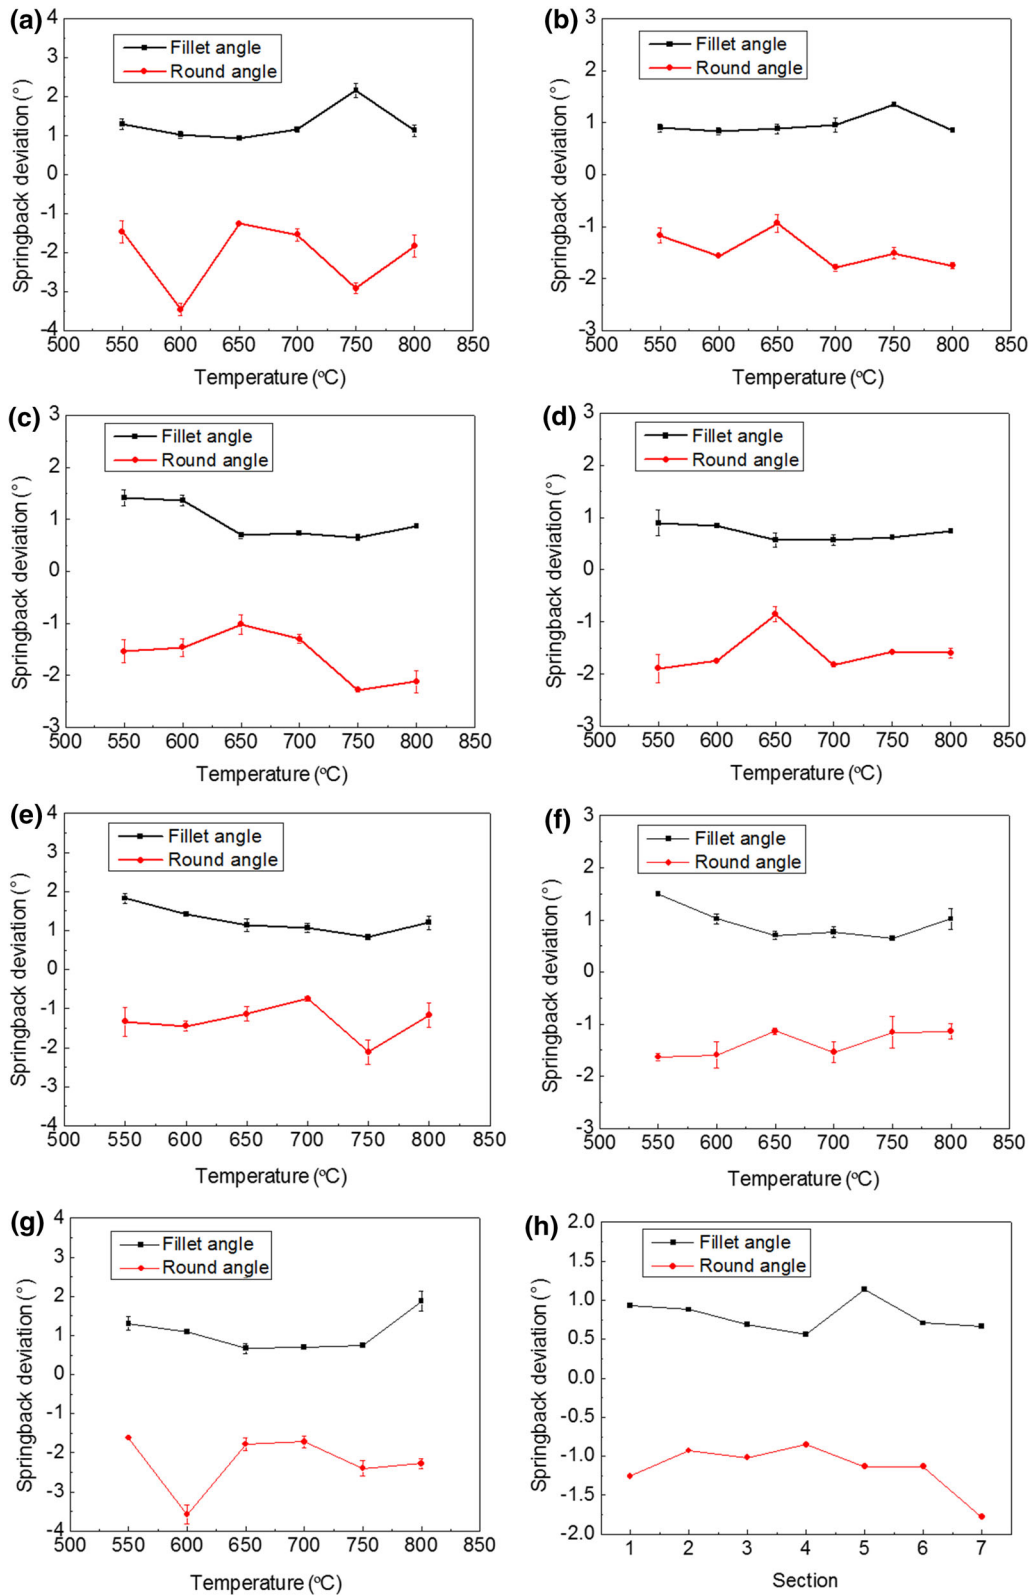 (a)
4
3
2
1
0
-1
-2
-3
-4
Springback deviation (°)
Fillet angle
Round angle
500 550 600 650 700 750 800 850
Temperature (°C)
(b)
3
2
1
0
-1
-2
-3
Springback deviation (°)
Fillet angle
Round angle
500 550 600 650 700 750 800 850
Temperature (°C)
(c)
3
2
1
0
-1
-2
-3
Springback deviation (°)
Fillet angle
Round angle
500 550 600 650 700 750 800 850
Temperature (°C)
(d)
3
2
1
0
-1
-2
-3
Springback deviation (°)
Fillet angle
Round angle
500 550 600 650 700 750 800 850
Temperature (°C)
(e)
4
3
2
1
0
-1
-2
-3
-4
Springback deviation (°)
Fillet angle
Round angle
500 550 600 650 700 750 800 850
Temperature (°C)
(f)
3
2
1
0
-1
-2
-3
Springback deviation (°)
Fillet angle
Round angle
500 550 600 650 700 750 800 850
Temperature (°C)
(g)
4
3
2
1
0
-1
-2
-3
-4
Springback deviation (°)
Fillet angle
Round angle
500 550 600 650 700 750 800 850
Temperature (°C)
(h)
2.0
1.5
1.0
0.5
0.0
-0.5
-1.0
-1.5
-2.0
Springback deviation (°)
Fillet angle
Round angle
1 2 3 4 5 6 7
Section